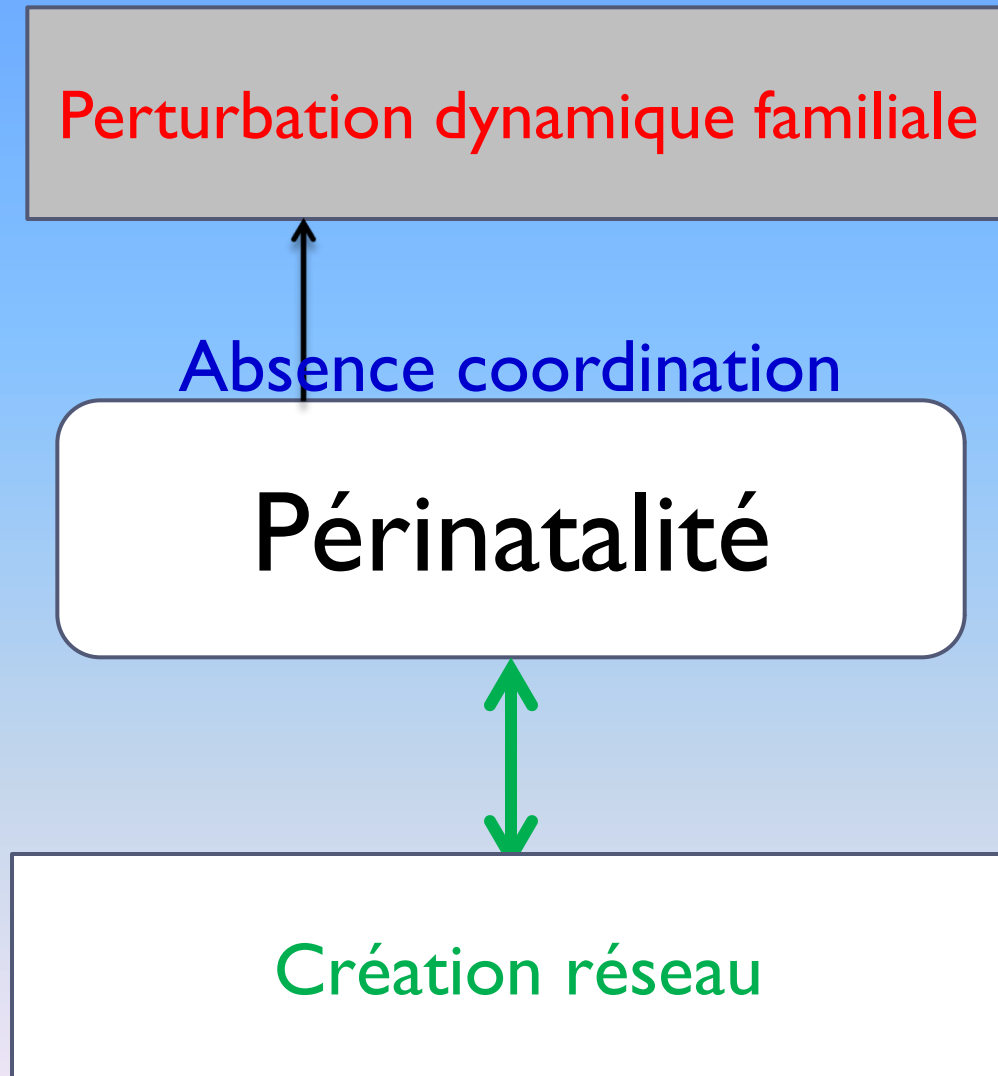 Perturbation dynamique familiale
Absence coordination
Périnatalité
Création réseau